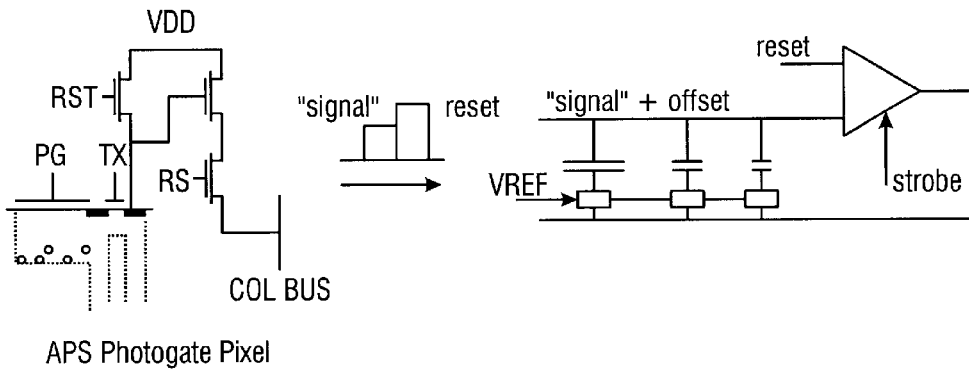 VDD
RST
PG TX
RS
COL BUS
APS Photogate Pixel
"signal" reset
reset
"signal" + offset
VREF
strobe